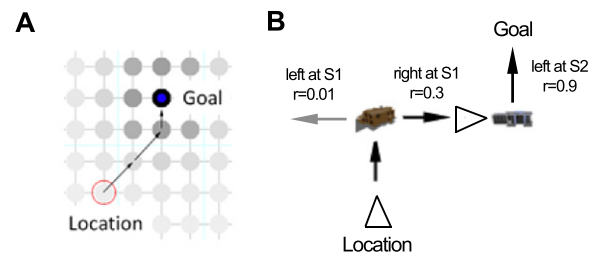 A
Goal
Location
B
Goal
left at S1
r=0.01
right at S1
r=0.3
left at S2
r=0.9
Location